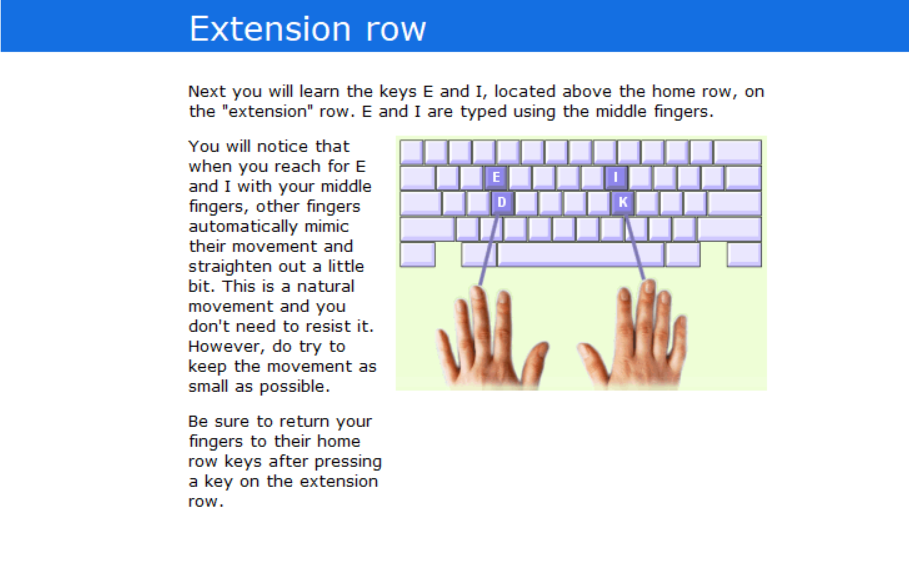 Extension row
Next you will learn the keys E and I, located above the home row, on
the "extension" row. E and I are typed using the middle fingers.
You will notice that
when you reach for E
and I with your middle
fingers, other fingers
automatically mimic
their movement and
straighten out a little
bit. This is a natural
movement and you
don't need to resist it.
However, do try to
keep the movement as
small as possible.
Be sure to return your
fingers to their home
row keys after pressing
a key on the extension
row.
E I
D K